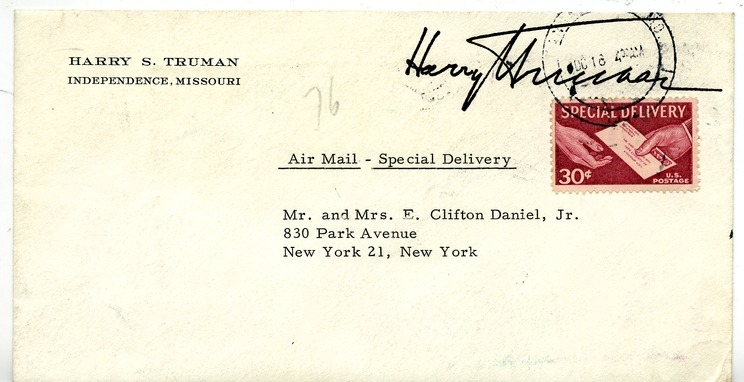 HARRY S. TRUMAN
INDEPENDENCE, MISSOURI
Harry Truman
76
SPECIAL DELIVERY
30¢
U.S.
POSTAGE
Air Mail - Special Delivery
Mr. and Mrs. E. Clifton Daniel, Jr.
830 Park Avenue
New York 21, New York